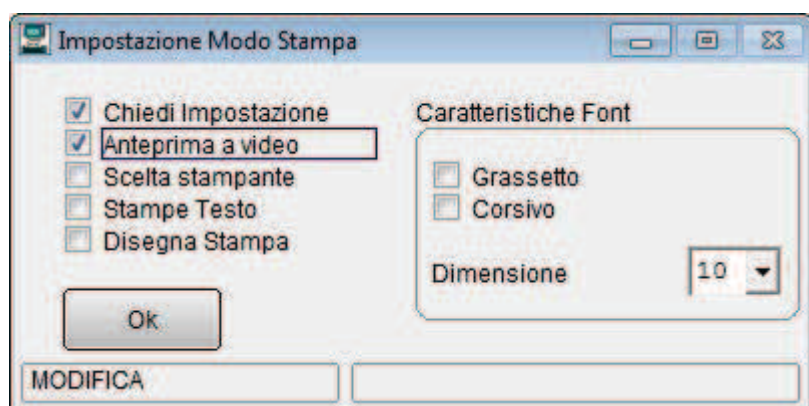 Impostazione Modo Stampa
Chiedi Impostazione
Anteprima a video
Scelta stampante
Stampe Testo
Disegna Stampa
Ok
Caratteristiche Font
Grassetto
Corsivo
Dimensione 10
MODIFICA